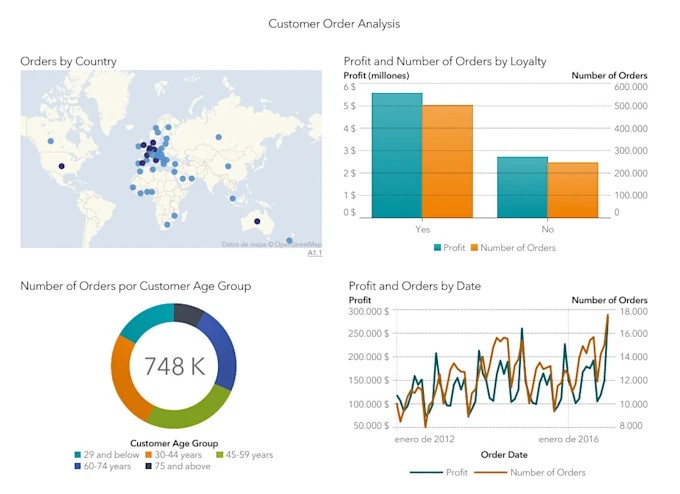 Customer Order Analysis
Orders by Country
Datos de mapa © OpenStreetMap
A1.1
Profit and Number of Orders by Loyalty
Profit (millones)
Number of Orders
6 $
5 $
4 $
3 $
2 $
1 $
0 $
600.000
500.000
400.000
300.000
200.000
100.000
0
Yes
No
Profit
Number of Orders
Number of Orders por Customer Age Group
748 K
Customer Age Group
29 and below
30-44 years
45-59 years
60-74 years
75 and above
Profit and Orders by Date
Profit
Number of Orders
300.000 $
250.000 $
200.000 $
150.000 $
100.000 $
50.000 $
18.000
16.000
14.000
12.000
10.000
8.000
enero de 2012
enero de 2016
Order Date
Profit
Number of Orders